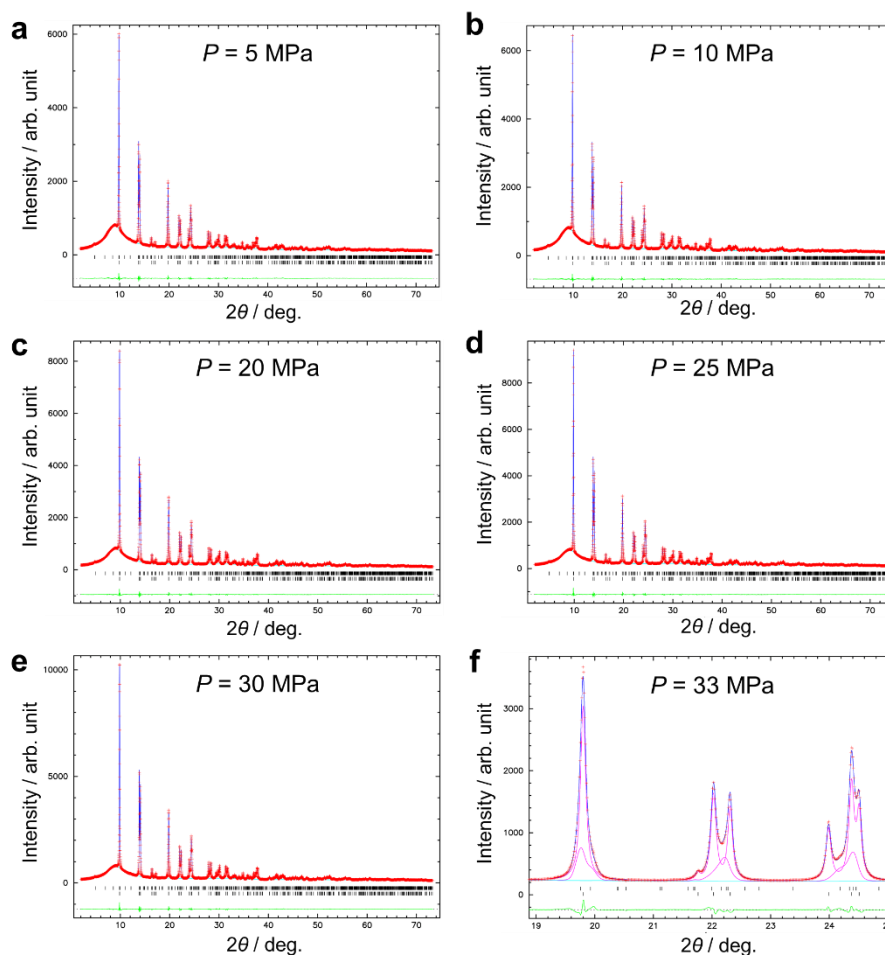 a
P = 5 MPa
6000
4000
2000
0
Intensity / arb. unit
10 20 30 40 50 60 70
2θ / deg.
b
P = 10 MPa
6000
4000
2000
0
Intensity / arb. unit
10 20 30 40 50 60 70
2θ / deg.
c
P = 20 MPa
8000
6000
4000
2000
0
Intensity / arb. unit
10 20 30 40 50 60 70
2θ / deg.
d
P = 25 MPa
8000
6000
4000
2000
0
Intensity / arb. unit
10 20 30 40 50 60 70
2θ / deg.
e
P = 30 MPa
10000
5000
0
Intensity / arb. unit
10 20 30 40 50 60 70
2θ / deg.
f
P = 33 MPa
3000
2000
1000
0
Intensity / arb. unit
19 20 21 22 23 24
2θ / deg.